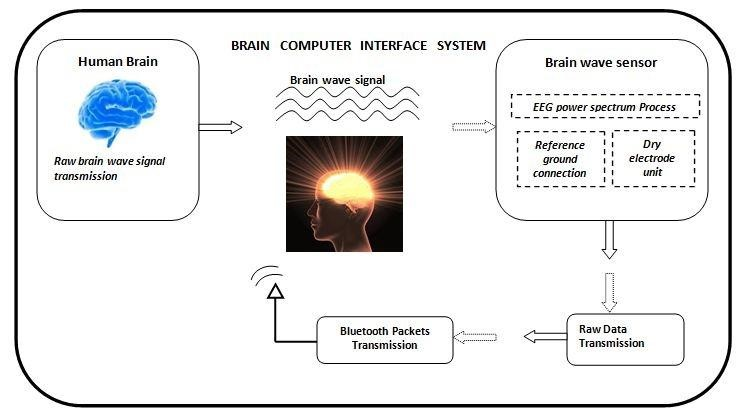 BRAIN COMPUTER INTERFACE SYSTEM
Human Brain
Raw brain wave signal
transmission
Brain wave signal
Brain wave sensor
EEG power spectrum Process
Reference
ground
connection
Dry
electrode
unit
Raw Data
Transmission
Bluetooth Packets
Transmission